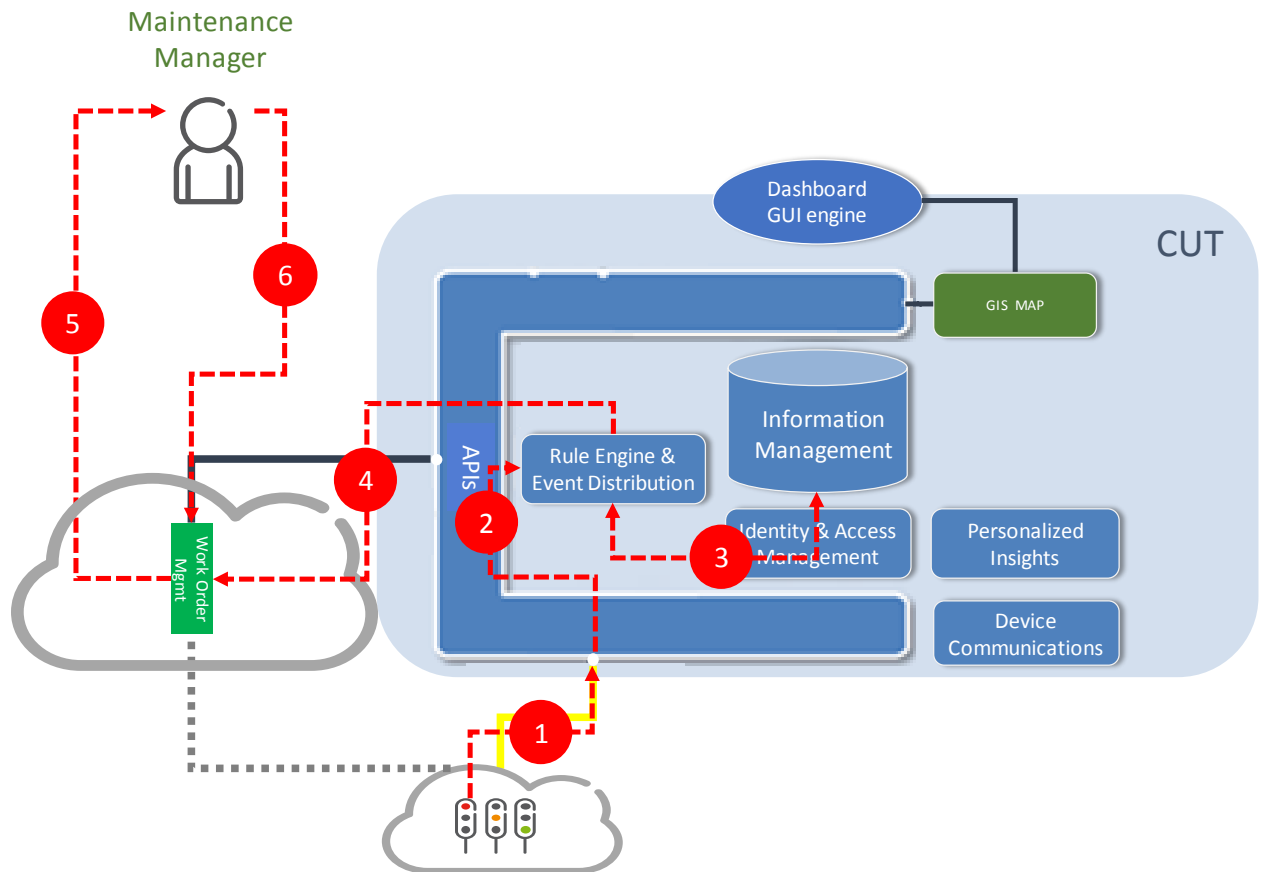 Maintenance
Manager
Dashboard
GUI engine
CUT
6
5
GIS MAP
Information
Management
APIs
Rule Engine &
Event Distribution
4
2
3
Identity & Access
Management
Personalized
Insights
Work Order
Mgmt
Device
Communications
1